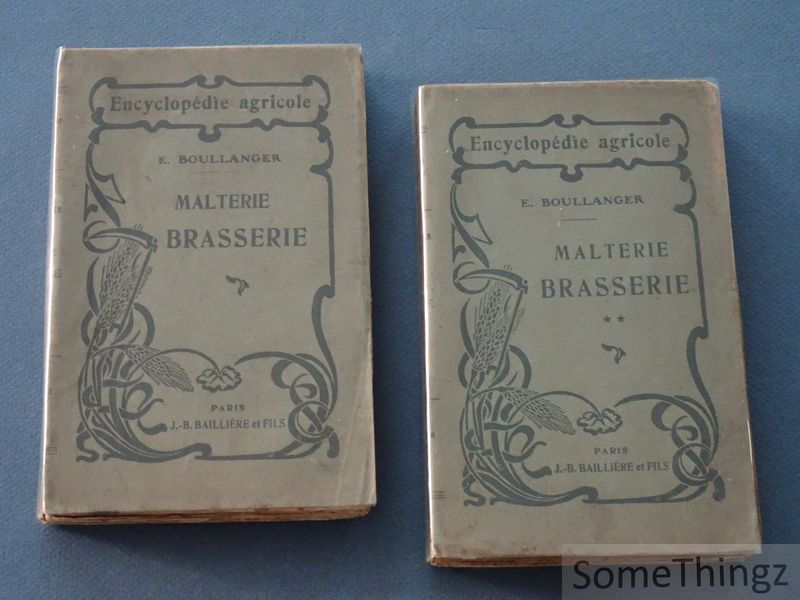 Encyclopédie agricole
E. BOULLANGER
MALTERIE
BRASSERIE
PARIS
J.-B. BAILLIÈRE et FILS
Encyclopédie agricole
E. BOULLANGER
MALTERIE
BRASSERIE
**
PARIS
J.-B. BAILLIÈRE et FILS
SomeThingz